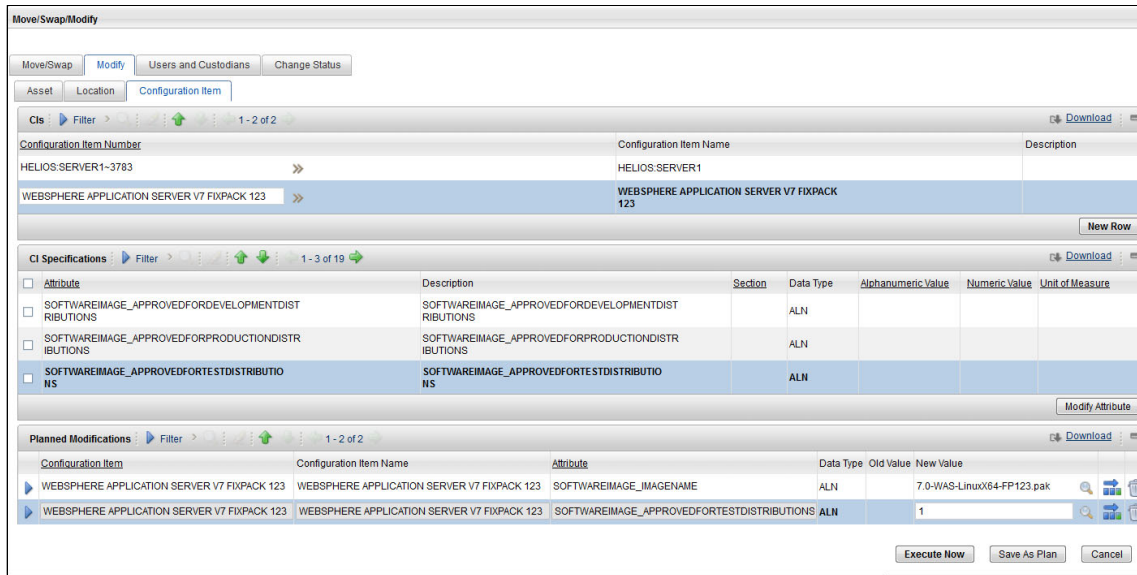 Move/Swap/Modify
Move/Swap Modify Users and Custodians Change Status
Asset Location Configuration Item
CIs Filter 1 - 2 of 2 Download
Configuration Item Number Configuration Item Name Description
HELIOS:SERVER1~3783 HELIOS:SERVER1
WEBSPHERE APPLICATION SERVER V7 FIXPACK 123 WEBSPHERE APPLICATION SERVER V7 FIXPACK
123
New Row
CI Specifications Filter 1 - 3 of 19 Download
Attribute Description Section Data Type Alphanumeric Value Numeric Value Unit of Measure
SOFTWAREIMAGE_APPROVEDFORDEVELOPMENTDIST SOFTWAREIMAGE_APPROVEDFORDEVELOPMENTDIST
RIBUTIONS RIBUTIONS ALN
SOFTWAREIMAGE_APPROVEDFORPRODUCTIONDISTR SOFTWAREIMAGE_APPROVEDFORPRODUCTIONDISTR
IBUTIONS IBUTIONS ALN
SOFTWAREIMAGE_APPROVEDFORTESTDISTRIBUTIO SOFTWAREIMAGE_APPROVEDFORTESTDISTRIBUTIO
NS NS ALN
Modify Attribute
Planned Modifications Filter 1 - 2 of 2 Download
Configuration Item Configuration Item Name Attribute Data Type Old Value New Value
WEBSPHERE APPLICATION SERVER V7 FIXPACK 123 WEBSPHERE APPLICATION SERVER V7 FIXPACK 123 SOFTWAREIMAGE_IMAGENAME ALN 7.0-WAS-LinuxX64-FP123.pak
WEBSPHERE APPLICATION SERVER V7 FIXPACK 123 WEBSPHERE APPLICATION SERVER V7 FIXPACK 123 SOFTWAREIMAGE_APPROVEDFORTESTDISTRIBUTIONS ALN 1
Execute Now Save As Plan Cancel